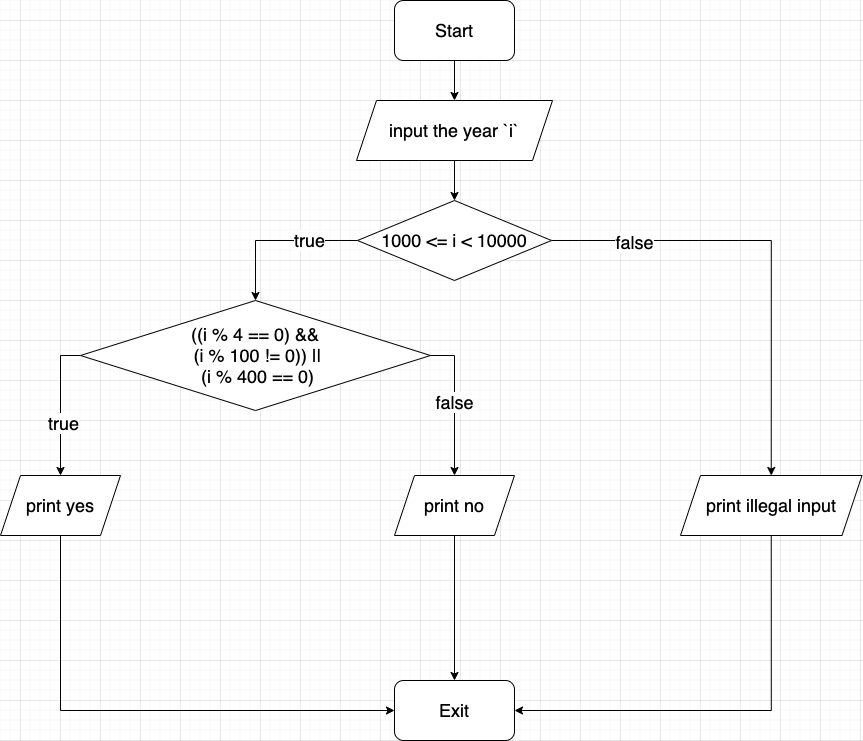 Start
input the year `i`
1000 <= i < 10000
true
false
((i % 4 == 0) &&
(i % 100 != 0)) ||
(i % 400 == 0)
false
true
print yes
print no
print illegal input
Exit